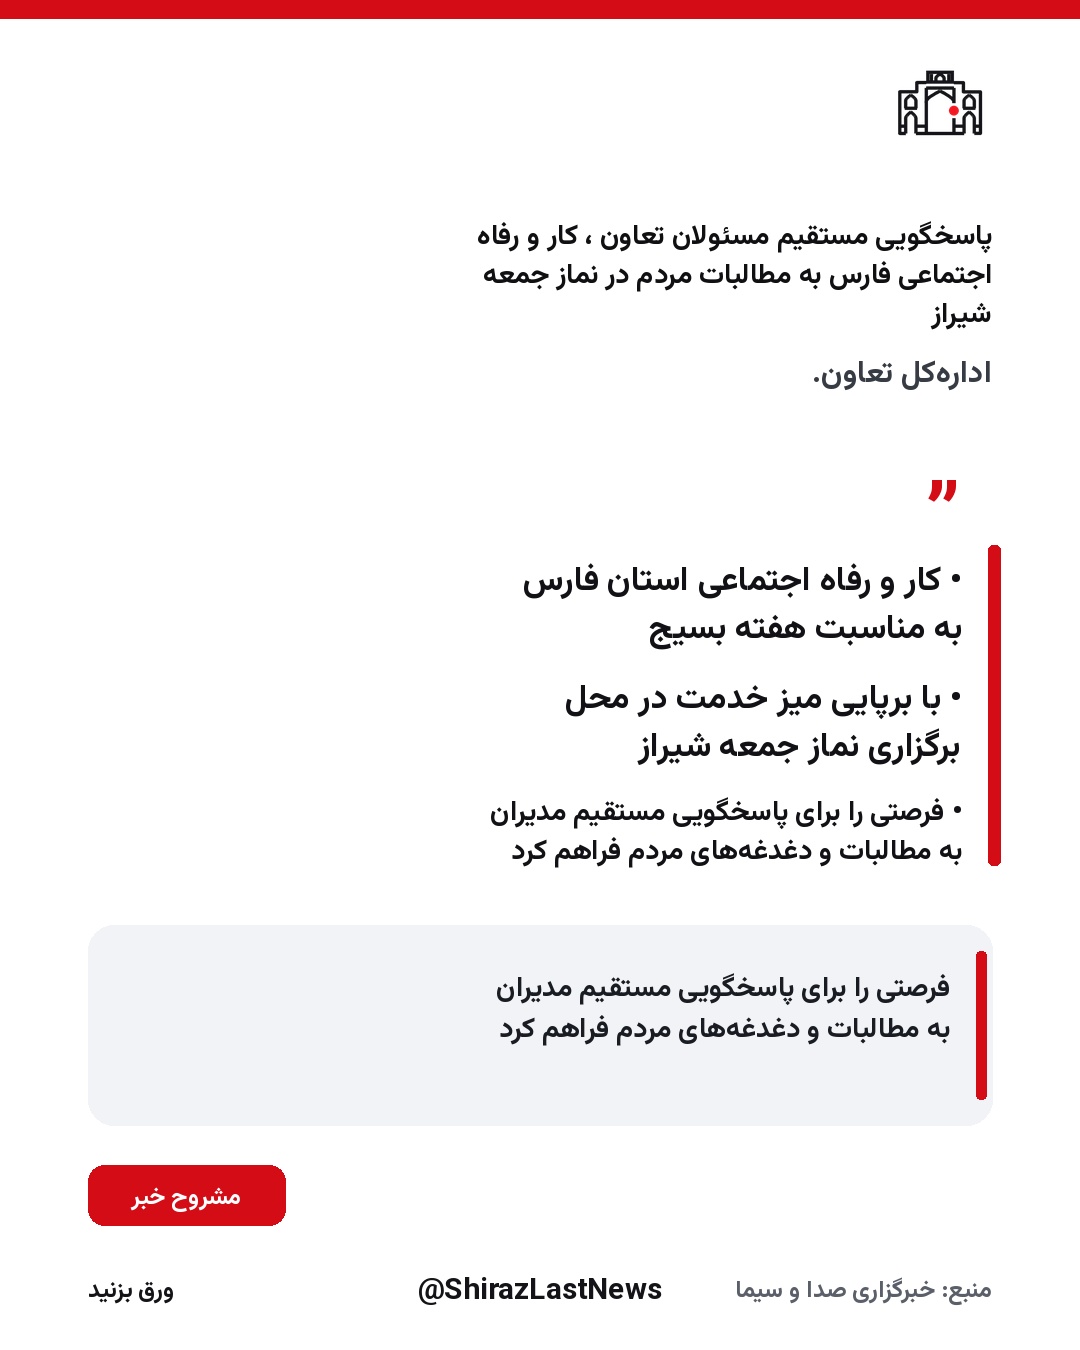 پاسخگویی مستقیم مسئولان تعاون ، کار و رفاه
اجتماعی فارس به مطالبات مردم در نماز جمعه
شیراز
اداره‌کل تعاون.
”
• کار و رفاه اجتماعی استان فارس
به مناسبت هفته بسیج
• با برپایی میز خدمت در محل
برگزاری نماز جمعه شیراز
• فرصتی را برای پاسخگویی مستقیم مدیران
به مطالبات و دغدغه‌های مردم فراهم کرد
فرصتی را برای پاسخگویی مستقیم مدیران
به مطالبات و دغدغه‌های مردم فراهم کرد
مشروح خبر
منبع: خبرگزاری صدا و سیما
@ShirazLastNews
ورق بزنید